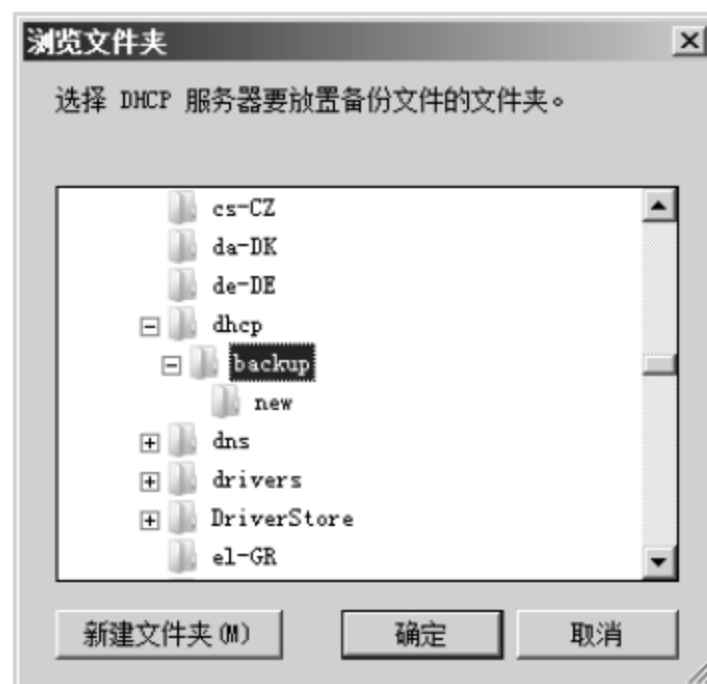 浏览文件夹
选择 DHCP 服务器要放置备份文件的文件夹。
cs-CZ
da-DK
de-DE
dhcp
backup
new
dns
drivers
DriverStore
el-GR
新建文件夹(M) 确定 取消